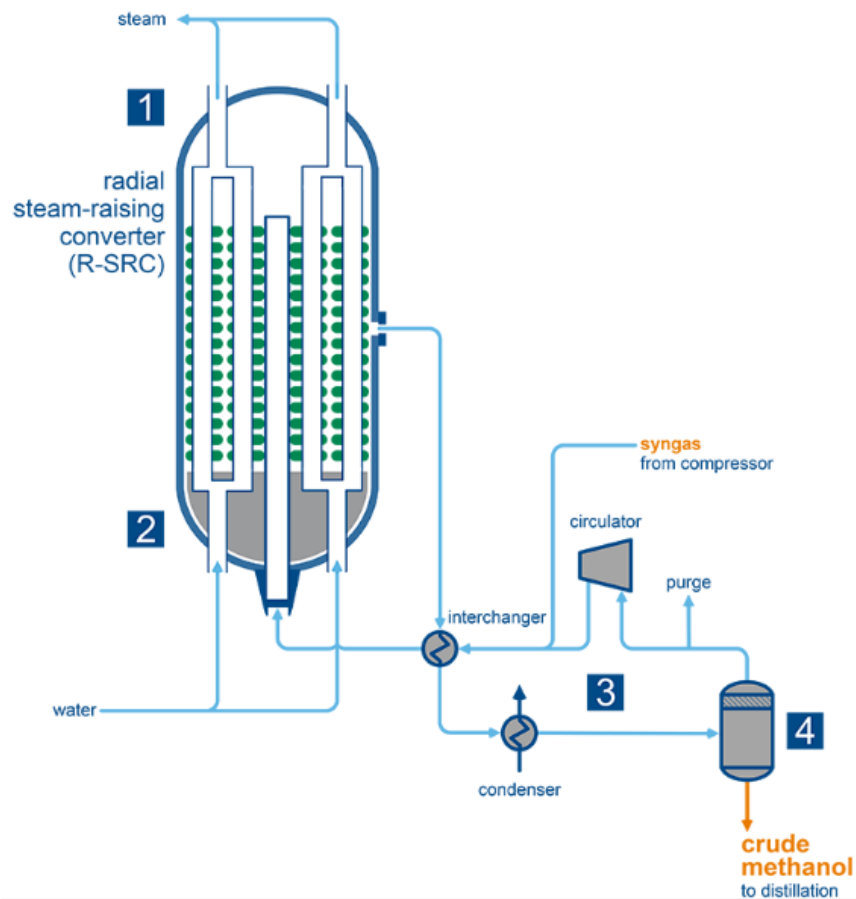 steam
1
radial
steam-raising
converter
(R-SRC)
syngas
from compressor
2
circulator
purge
interchanger
3
water
4
condenser
crude
methanol
to distillation